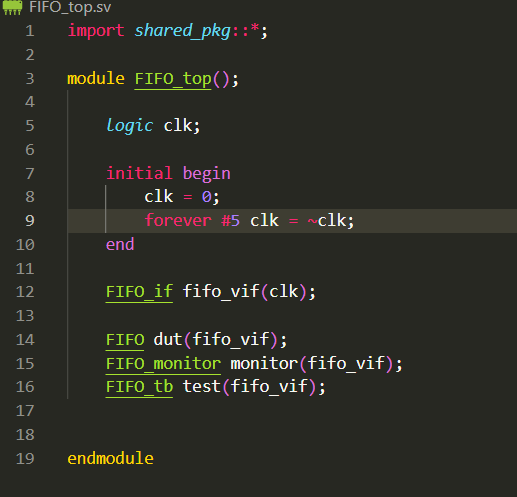 FIFO_top.sv
1 import shared_pkg::*;
2
3 module FIFO_top();
4
5 logic clk;
6
7 initial begin
8 clk = 0;
9 forever #5 clk = ~clk;
10 end
11
12 FIFO_if fifo_vif(clk);
13
14 FIFO dut(fifo_vif);
15 FIFO_monitor monitor(fifo_vif);
16 FIFO_tb test(fifo_vif);
17
18
19 endmodule